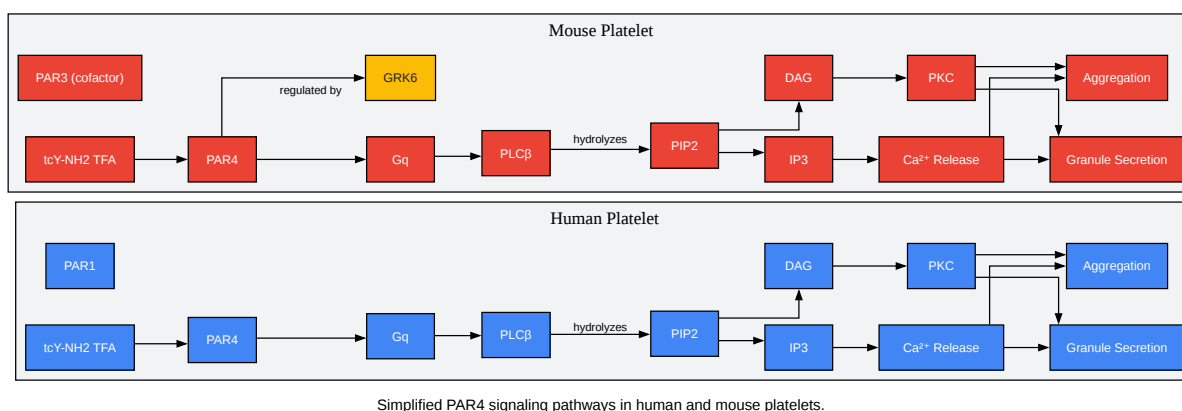 Mouse Platelet
PAR3 (cofactor)
GRK6
DAG
PKC
Aggregation
regulated by
tcY-NH2 TFA
PAR4
Gq
PLCβ
hydrolyzes
PIP2
IP3
Ca²⁺ Release
Granule Secretion
Human Platelet
PAR1
DAG
PKC
Aggregation
tcY-NH2 TFA
PAR4
Gq
PLCβ
hydrolyzes
PIP2
IP3
Ca²⁺ Release
Granule Secretion
Simplified PAR4 signaling pathways in human and mouse platelets.